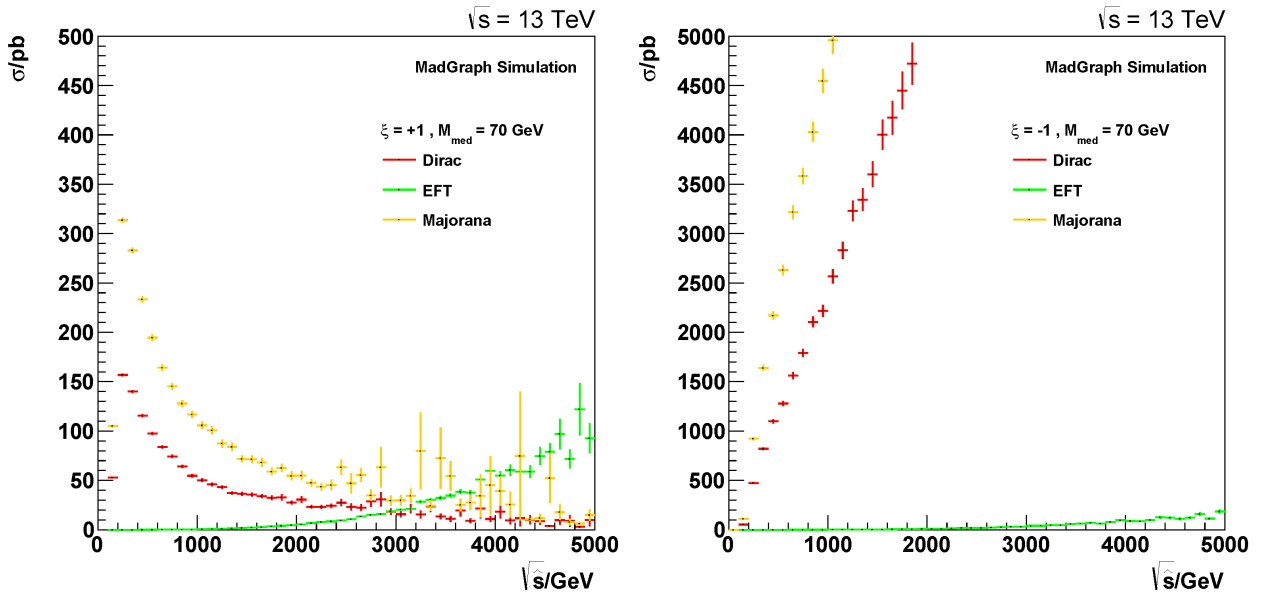 √s = 13 TeV
σ/pb
500
450
400
350
300
250
200
150
100
50
0
MadGraph Simulation
ξ = +1 , M_med = 70 GeV
Dirac
EFT
Majorana
0 1000 2000 3000 4000 5000
√ŝ/GeV
√s = 13 TeV
σ/pb
5000
4500
4000
3500
3000
2500
2000
1500
1000
500
0
MadGraph Simulation
ξ = -1 , M_med = 70 GeV
Dirac
EFT
Majorana
0 1000 2000 3000 4000 5000
√ŝ/GeV